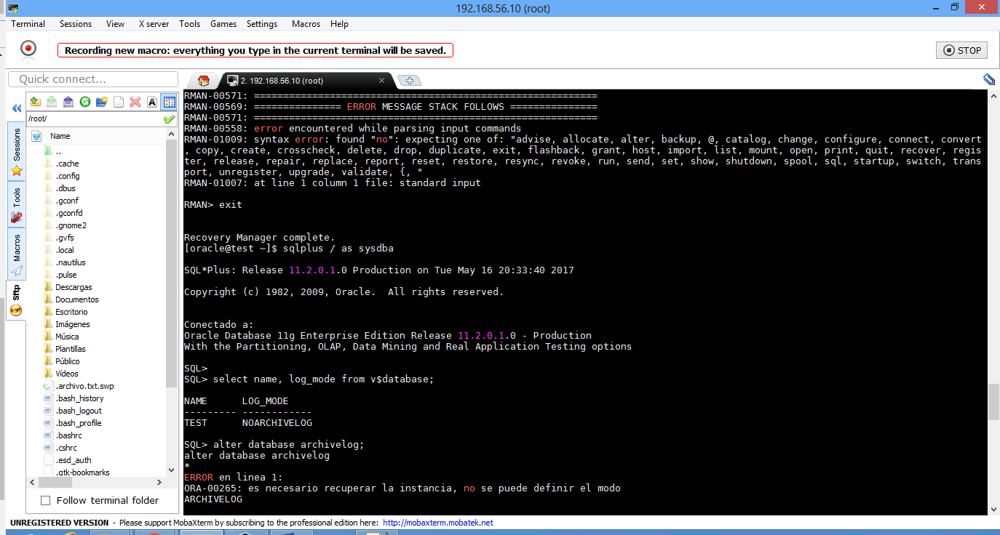 192.168.56.10 (root)
Terminal Sessions View X server Tools Games Settings Macros Help
Recording new macro: everything you type in the current terminal will be saved.
STOP
Quick connect...
2. 192.168.56.10 (root)
/root/
Name
..
.cache
.config
.dbus
.gconf
.gconfd
.gnome2
.gvfs
.local
.nautilus
.pulse
Descargas
Documentos
Escritorio
Imágenes
Música
Plantillas
Público
Vídeos
.archivo.txt.swp
.bash_history
.bash_logout
.bash_profile
.bashrc
.cshrc
.esd_auth
.gtk-bookmarks
Follow terminal folder
Sessions
Tools
Macros
Sftp
RMAN-00571: ===========================================================
RMAN-00569: =============== ERROR MESSAGE STACK FOLLOWS ===============
RMAN-00571: ===========================================================
RMAN-00558: error encountered while parsing input commands
RMAN-01009: syntax error: found "no": expecting one of: "advise, allocate, alter, backup, @, catalog, change, configure, connect, convert
, copy, create, crosscheck, delete, drop, duplicate, exit, flashback, grant, host, import, list, mount, open, print, quit, recover, regis
ter, release, repair, replace, report, reset, restore, resync, revoke, run, send, set, show, shutdown, spool, sql, startup, switch, trans
port, unregister, upgrade, validate, {, "
RMAN-01007: at line 1 column 1 file: standard input
RMAN> exit
Recovery Manager complete.
[oracle@test ~]$ sqlplus / as sysdba
SQL*Plus: Release 11.2.0.1.0 Production on Tue May 16 20:33:40 2017
Copyright (c) 1982, 2009, Oracle.  All rights reserved.
Conectado a:
Oracle Database 11g Enterprise Edition Release 11.2.0.1.0 - Production
With the Partitioning, OLAP, Data Mining and Real Application Testing options
SQL>
SQL> select name, log_mode from v$database;
NAME      LOG_MODE
--------- ------------
TEST      NOARCHIVELOG
SQL> alter database archivelog;
alter database archivelog
*
ERROR en linea 1:
ORA-00265: es necesario recuperar la instancia, no se puede definir el modo
ARCHIVELOG
UNREGISTERED VERSION - Please support MobaXterm by subscribing to the professional edition here: http://mobaxterm.mobatek.net